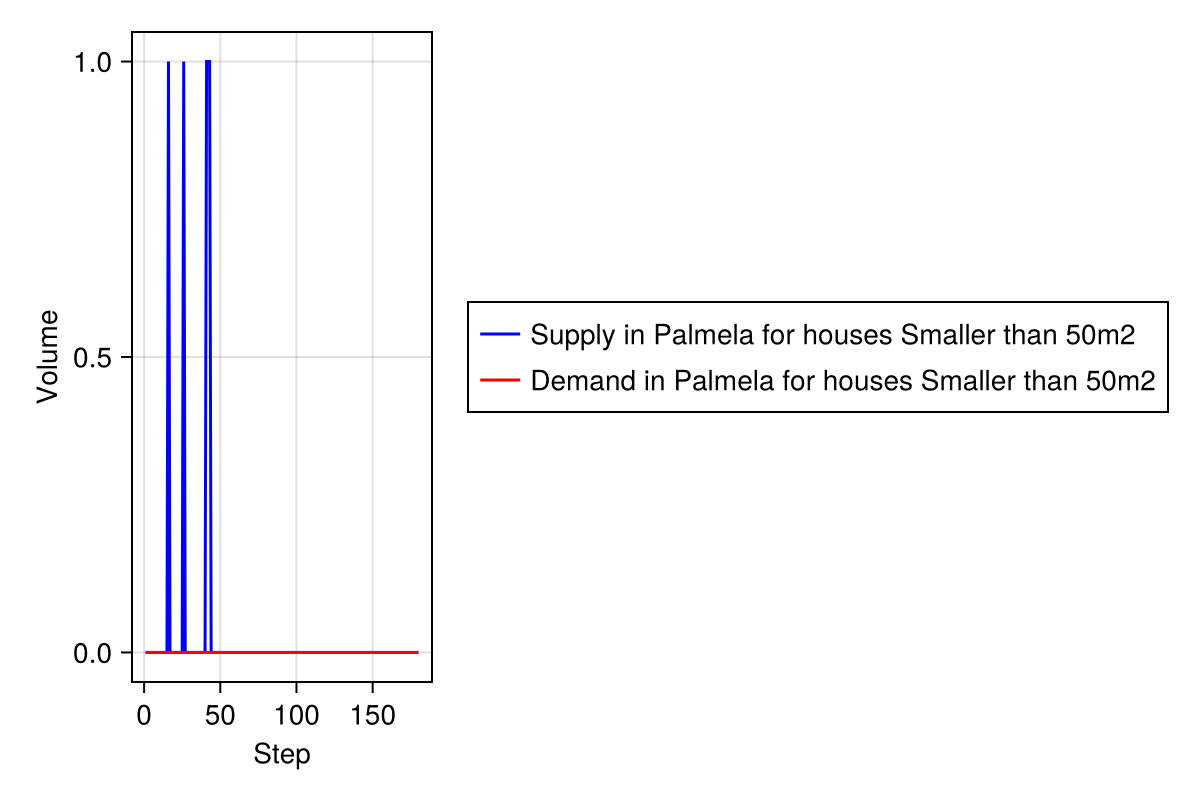 1.0
0.5
0.0
Volume
0
50
100
150
Step
Supply in Palmela for houses Smaller than 50m2
Demand in Palmela for houses Smaller than 50m2